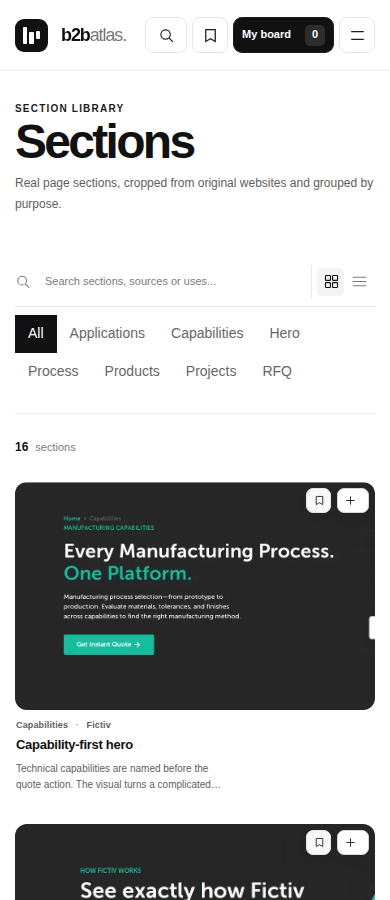 b2batlas.
My board 0
SECTION LIBRARY
Sections
Real page sections, cropped from original websites and grouped by
purpose.
Search sections, sources or uses...
All Applications Capabilities Hero
Process Products Projects RFQ
16 sections
Home > Capabilities
MANUFACTURING CAPABILITIES
Every Manufacturing Process.
One Platform.
Manufacturing process selection—from prototype to
production. Evaluate materials, tolerances, and finishes
across capabilities to find the right manufacturing method.
Get Instant Quote →
Capabilities · Fictiv
Capability-first hero
Technical capabilities are named before the
quote action. The visual turns a complicated…
HOW FICTIV WORKS
See exactly how Fictiv